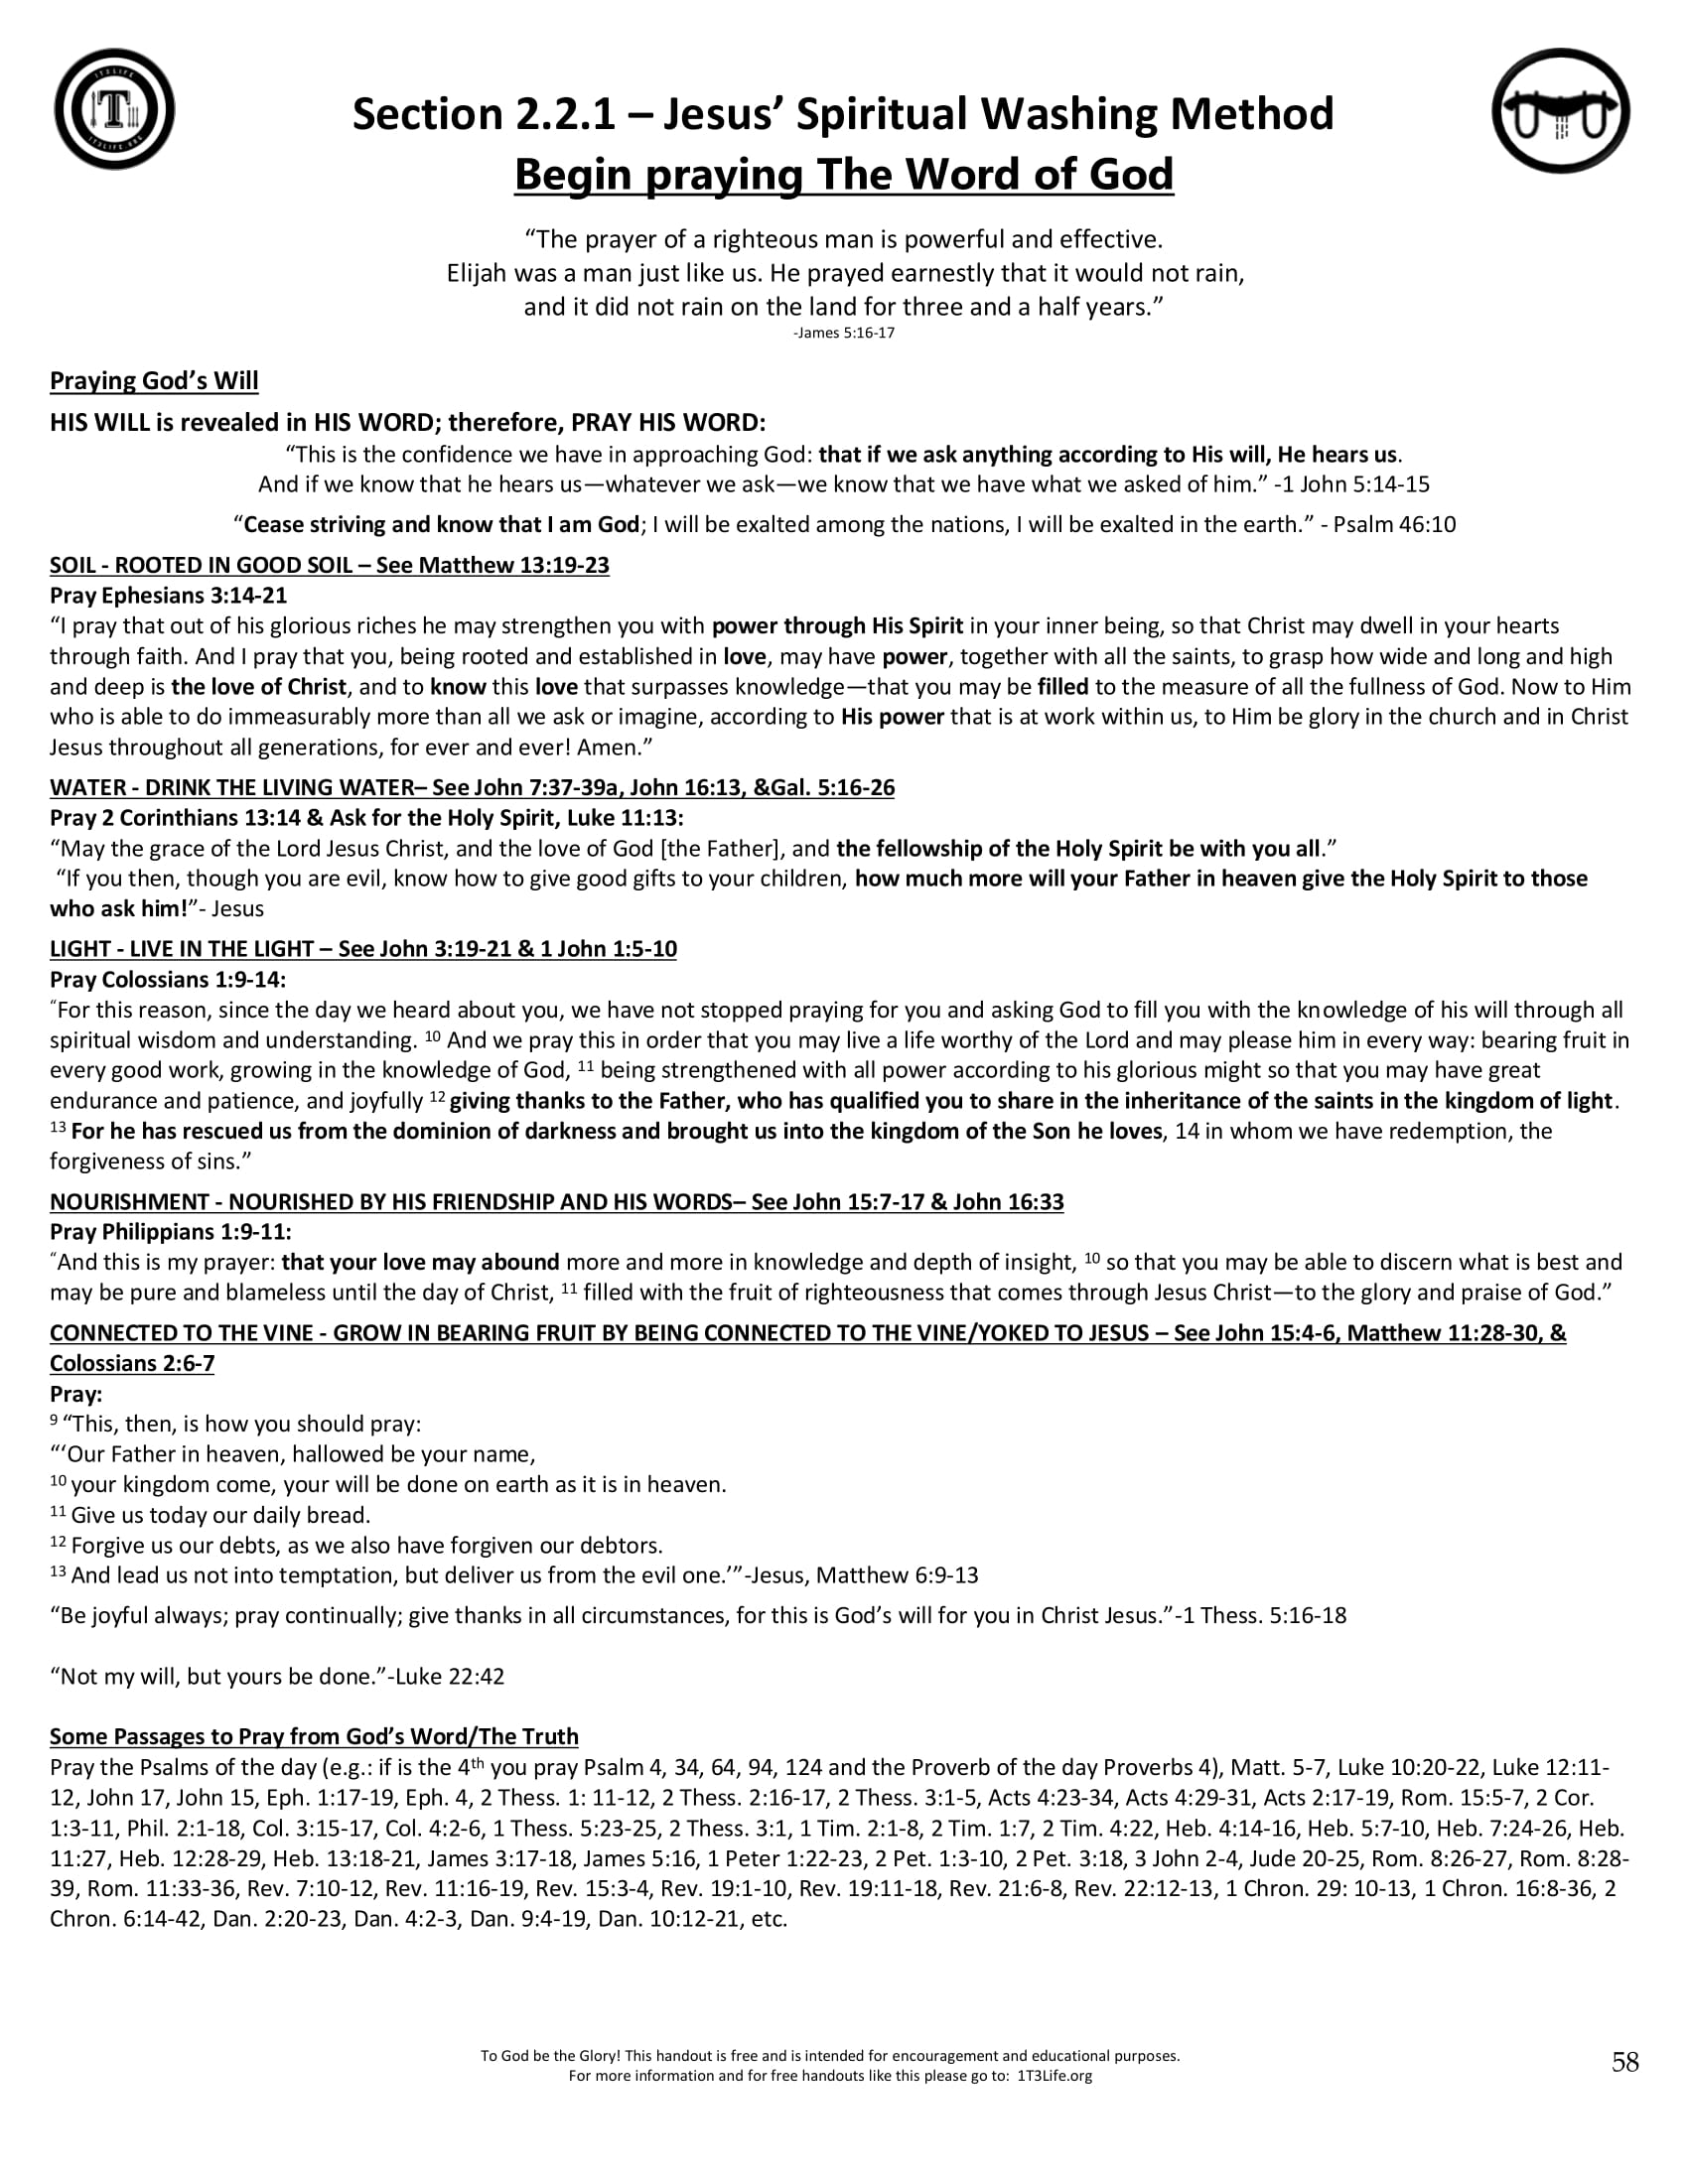 Section 2.2.1 – Jesus’ Spiritual Washing Method
Begin praying The Word of God
“The prayer of a righteous man is powerful and effective.
Elijah was a man just like us. He prayed earnestly that it would not rain,
and it did not rain on the land for three and a half years.”
-James 5:16-17
Praying God’s Will
HIS WILL is revealed in HIS WORD; therefore, PRAY HIS WORD:
“This is the confidence we have in approaching God: that if we ask anything according to His will, He hears us.
And if we know that he hears us—whatever we ask—we know that we have what we asked of him.” -1 John 5:14-15
“Cease striving and know that I am God; I will be exalted among the nations, I will be exalted in the earth.” - Psalm 46:10
SOIL - ROOTED IN GOOD SOIL – See Matthew 13:19-23
Pray Ephesians 3:14-21
“I pray that out of his glorious riches he may strengthen you with power through His Spirit in your inner being, so that Christ may dwell in your hearts
through faith. And I pray that you, being rooted and established in love, may have power, together with all the saints, to grasp how wide and long and high
and deep is the love of Christ, and to know this love that surpasses knowledge—that you may be filled to the measure of all the fullness of God. Now to Him
who is able to do immeasurably more than all we ask or imagine, according to His power that is at work within us, to Him be glory in the church and in Christ
Jesus throughout all generations, for ever and ever! Amen.”
WATER - DRINK THE LIVING WATER– See John 7:37-39a, John 16:13, &Gal. 5:16-26
Pray 2 Corinthians 13:14 & Ask for the Holy Spirit, Luke 11:13:
“May the grace of the Lord Jesus Christ, and the love of God [the Father], and the fellowship of the Holy Spirit be with you all.”
“If you then, though you are evil, know how to give good gifts to your children, how much more will your Father in heaven give the Holy Spirit to those
who ask him!”- Jesus
LIGHT - LIVE IN THE LIGHT – See John 3:19-21 & 1 John 1:5-10
Pray Colossians 1:9-14:
“For this reason, since the day we heard about you, we have not stopped praying for you and asking God to fill you with the knowledge of his will through all
spiritual wisdom and understanding. 10 And we pray this in order that you may live a life worthy of the Lord and may please him in every way: bearing fruit in
every good work, growing in the knowledge of God, 11 being strengthened with all power according to his glorious might so that you may have great
endurance and patience, and joyfully 12 giving thanks to the Father, who has qualified you to share in the inheritance of the saints in the kingdom of light.
13 For he has rescued us from the dominion of darkness and brought us into the kingdom of the Son he loves, 14 in whom we have redemption, the
forgiveness of sins.”
NOURISHMENT - NOURISHED BY HIS FRIENDSHIP AND HIS WORDS– See John 15:7-17 & John 16:33
Pray Philippians 1:9-11:
“And this is my prayer: that your love may abound more and more in knowledge and depth of insight, 10 so that you may be able to discern what is best and
may be pure and blameless until the day of Christ, 11 filled with the fruit of righteousness that comes through Jesus Christ—to the glory and praise of God.”
CONNECTED TO THE VINE - GROW IN BEARING FRUIT BY BEING CONNECTED TO THE VINE/YOKED TO JESUS – See John 15:4-6, Matthew 11:28-30, &
Colossians 2:6-7
Pray:
9 “This, then, is how you should pray:
“‘Our Father in heaven, hallowed be your name,
10 your kingdom come, your will be done on earth as it is in heaven.
11 Give us today our daily bread.
12 Forgive us our debts, as we also have forgiven our debtors.
13 And lead us not into temptation, but deliver us from the evil one.’”-Jesus, Matthew 6:9-13
“Be joyful always; pray continually; give thanks in all circumstances, for this is God’s will for you in Christ Jesus.”-1 Thess. 5:16-18
“Not my will, but yours be done.”-Luke 22:42
Some Passages to Pray from God’s Word/The Truth
Pray the Psalms of the day (e.g.: if is the 4th you pray Psalm 4, 34, 64, 94, 124 and the Proverb of the day Proverbs 4), Matt. 5-7, Luke 10:20-22, Luke 12:11-
12, John 17, John 15, Eph. 1:17-19, Eph. 4, 2 Thess. 1: 11-12, 2 Thess. 2:16-17, 2 Thess. 3:1-5, Acts 4:23-34, Acts 4:29-31, Acts 2:17-19, Rom. 15:5-7, 2 Cor.
1:3-11, Phil. 2:1-18, Col. 3:15-17, Col. 4:2-6, 1 Thess. 5:23-25, 2 Thess. 3:1, 1 Tim. 2:1-8, 2 Tim. 1:7, 2 Tim. 4:22, Heb. 4:14-16, Heb. 5:7-10, Heb. 7:24-26, Heb.
11:27, Heb. 12:28-29, Heb. 13:18-21, James 3:17-18, James 5:16, 1 Peter 1:22-23, 2 Pet. 1:3-10, 2 Pet. 3:18, 3 John 2-4, Jude 20-25, Rom. 8:26-27, Rom. 8:28-
39, Rom. 11:33-36, Rev. 7:10-12, Rev. 11:16-19, Rev. 15:3-4, Rev. 19:1-10, Rev. 19:11-18, Rev. 21:6-8, Rev. 22:12-13, 1 Chron. 29: 10-13, 1 Chron. 16:8-36, 2
Chron. 6:14-42, Dan. 2:20-23, Dan. 4:2-3, Dan. 9:4-19, Dan. 10:12-21, etc.
To God be the Glory! This handout is free and is intended for encouragement and educational purposes.
For more information and for free handouts like this please go to: 1T3Life.org
58